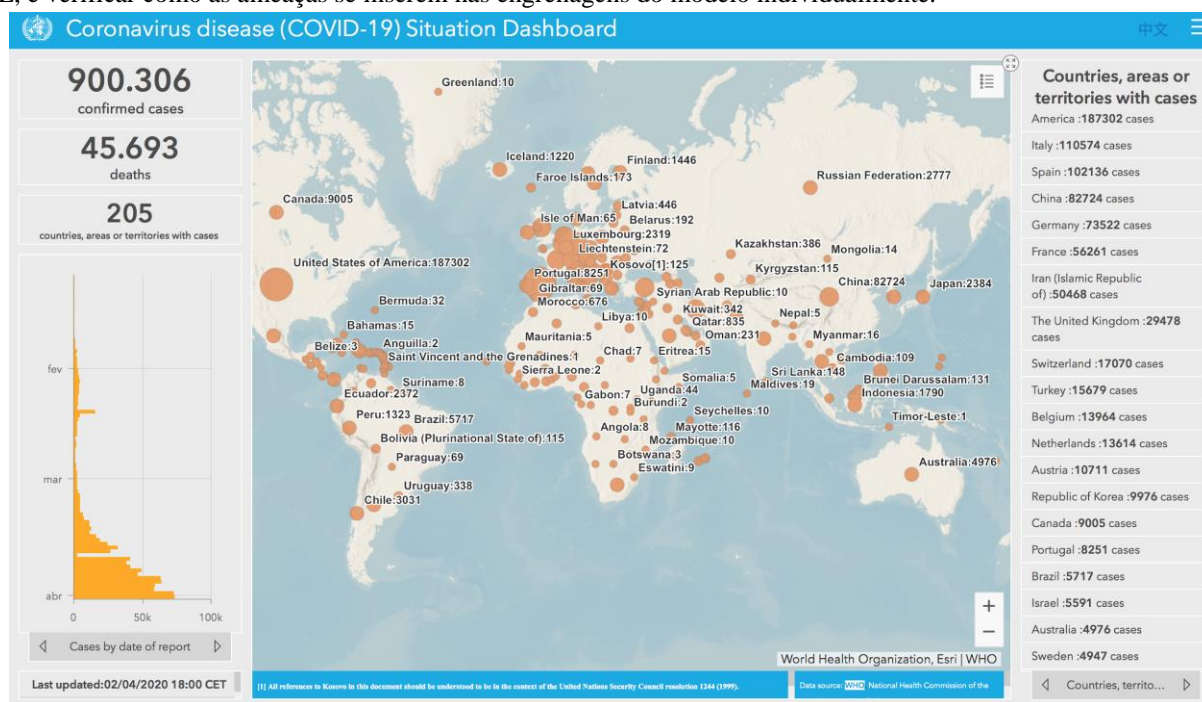 e verificar como as ameaças se inserem nas engrenagens do modelo individualmente.
Coronavirus disease (COVID-19) Situation Dashboard
中文
900.306
confirmed cases
45.693
deaths
205
countries, areas or territories with cases
fev
mar
abr
0 50k 100k
Cases by date of report
Last updated:02/04/2020 18:00 CET
Greenland:10
Iceland:1220
Finland:1446
Faroe Islands:173
Russian Federation:2777
Canada:9005
Latvia:446
Isle of Man:65
Belarus:192
Luxembourg:2319
Liechtenstein:72
Kazakhstan:386
Mongolia:14
United States of America:187302
Kosovo[1]:125
Kyrgyzstan:115
Portugal:8251
China:82724
Japan:2384
Gibraltar:69
Syrian Arab Republic:10
Bermuda:32
Morocco:676
Kuwait:342
Nepal:5
Libya:10
Qatar:835
Bahamas:15
Mauritania:5
Oman:231
Myanmar:16
Belize:3
Anguilla:2
Saint Vincent and the Grenadines:1
Chad:7
Eritrea:15
Cambodia:109
Sierra Leone:2
Sri Lanka:148
Suriname:8
Somalia:5
Maldives:19
Brunei Darussalam:131
Ecuador:2372
Gabon:7
Uganda:44
Indonesia:1790
Burundi:2
Peru:1323
Brazil:5717
Seychelles:10
Timor-Leste:1
Angola:8
Mayotte:116
Bolivia (Plurinational State of):115
Mozambique:10
Paraguay:69
Botswana:3
Eswatini:9
Australia:4976
Uruguay:338
Chile:3031
+
−
World Health Organization, Esri | WHO
[1] All references to Kosovo in this document should be understood to be in the context of the United Nations Security Council resolution 1244 (1999).
Data source: WHO National Health Commission of the
Countries, areas or
territories with cases
America :187302 cases
Italy :110574 cases
Spain :102136 cases
China :82724 cases
Germany :73522 cases
France :56261 cases
Iran (Islamic Republic
of) :50468 cases
The United Kingdom :29478
cases
Switzerland :17070 cases
Turkey :15679 cases
Belgium :13964 cases
Netherlands :13614 cases
Austria :10711 cases
Republic of Korea :9976 cases
Canada :9005 cases
Portugal :8251 cases
Brazil :5717 cases
Israel :5591 cases
Australia :4976 cases
Sweden :4947 cases
Countries, territo...